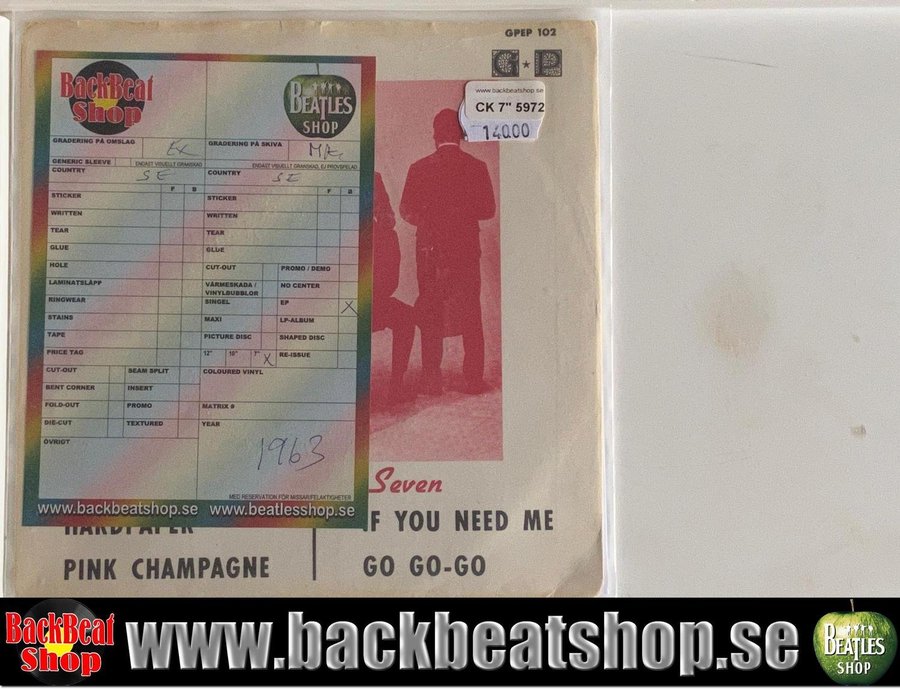 GPEP 102
G ★ P
www.backbeatshop.se
CK 7" 5972
140.00
BackBeat
Shop
BEATLES
SHOP
GRADERING PÅ OMSLAG Ex
GRADERING PÅ SKIVA
GENERIC SLEEVE
ENDAST VISUELLT GRANSKAD
ENDAST VISUELLT GRANSKAD, EJ PROVSPELAD
COUNTRY SE
COUNTRY SE
F B
F B
STICKER
STICKER
WRITTEN
WRITTEN
TEAR
TEAR
GLUE
GLUE
HOLE
CUT-OUT
PROMO / DEMO
LAMINATSLÄPP
VÄRMESKADA /
VINYLBUBBLOR
NO CENTER
RINGWEAR
SINGEL
EP X
STAINS
MAXI
LP-ALBUM
TAPE
PICTURE DISC
SHAPED DISC
PRICE TAG
12" 10" 7" X
RE-ISSUE
CUT-OUT
SEAM SPLIT
COLOURED VINYL
BENT CORNER
INSERT
FOLD-OUT
PROMO
MATRIX #
DIE-CUT
TEXTURED
YEAR
ÖVRIGT
1963
MED RESERVATION FÖR MISSAR/FELAKTIGHETER
www.backbeatshop.se www.beatlesshop.se
Seven
HARDPAPER
IF YOU NEED ME
PINK CHAMPAGNE
GO GO-GO
BackBeat
Shop
www.backbeatshop.se
BEATLES
SHOP